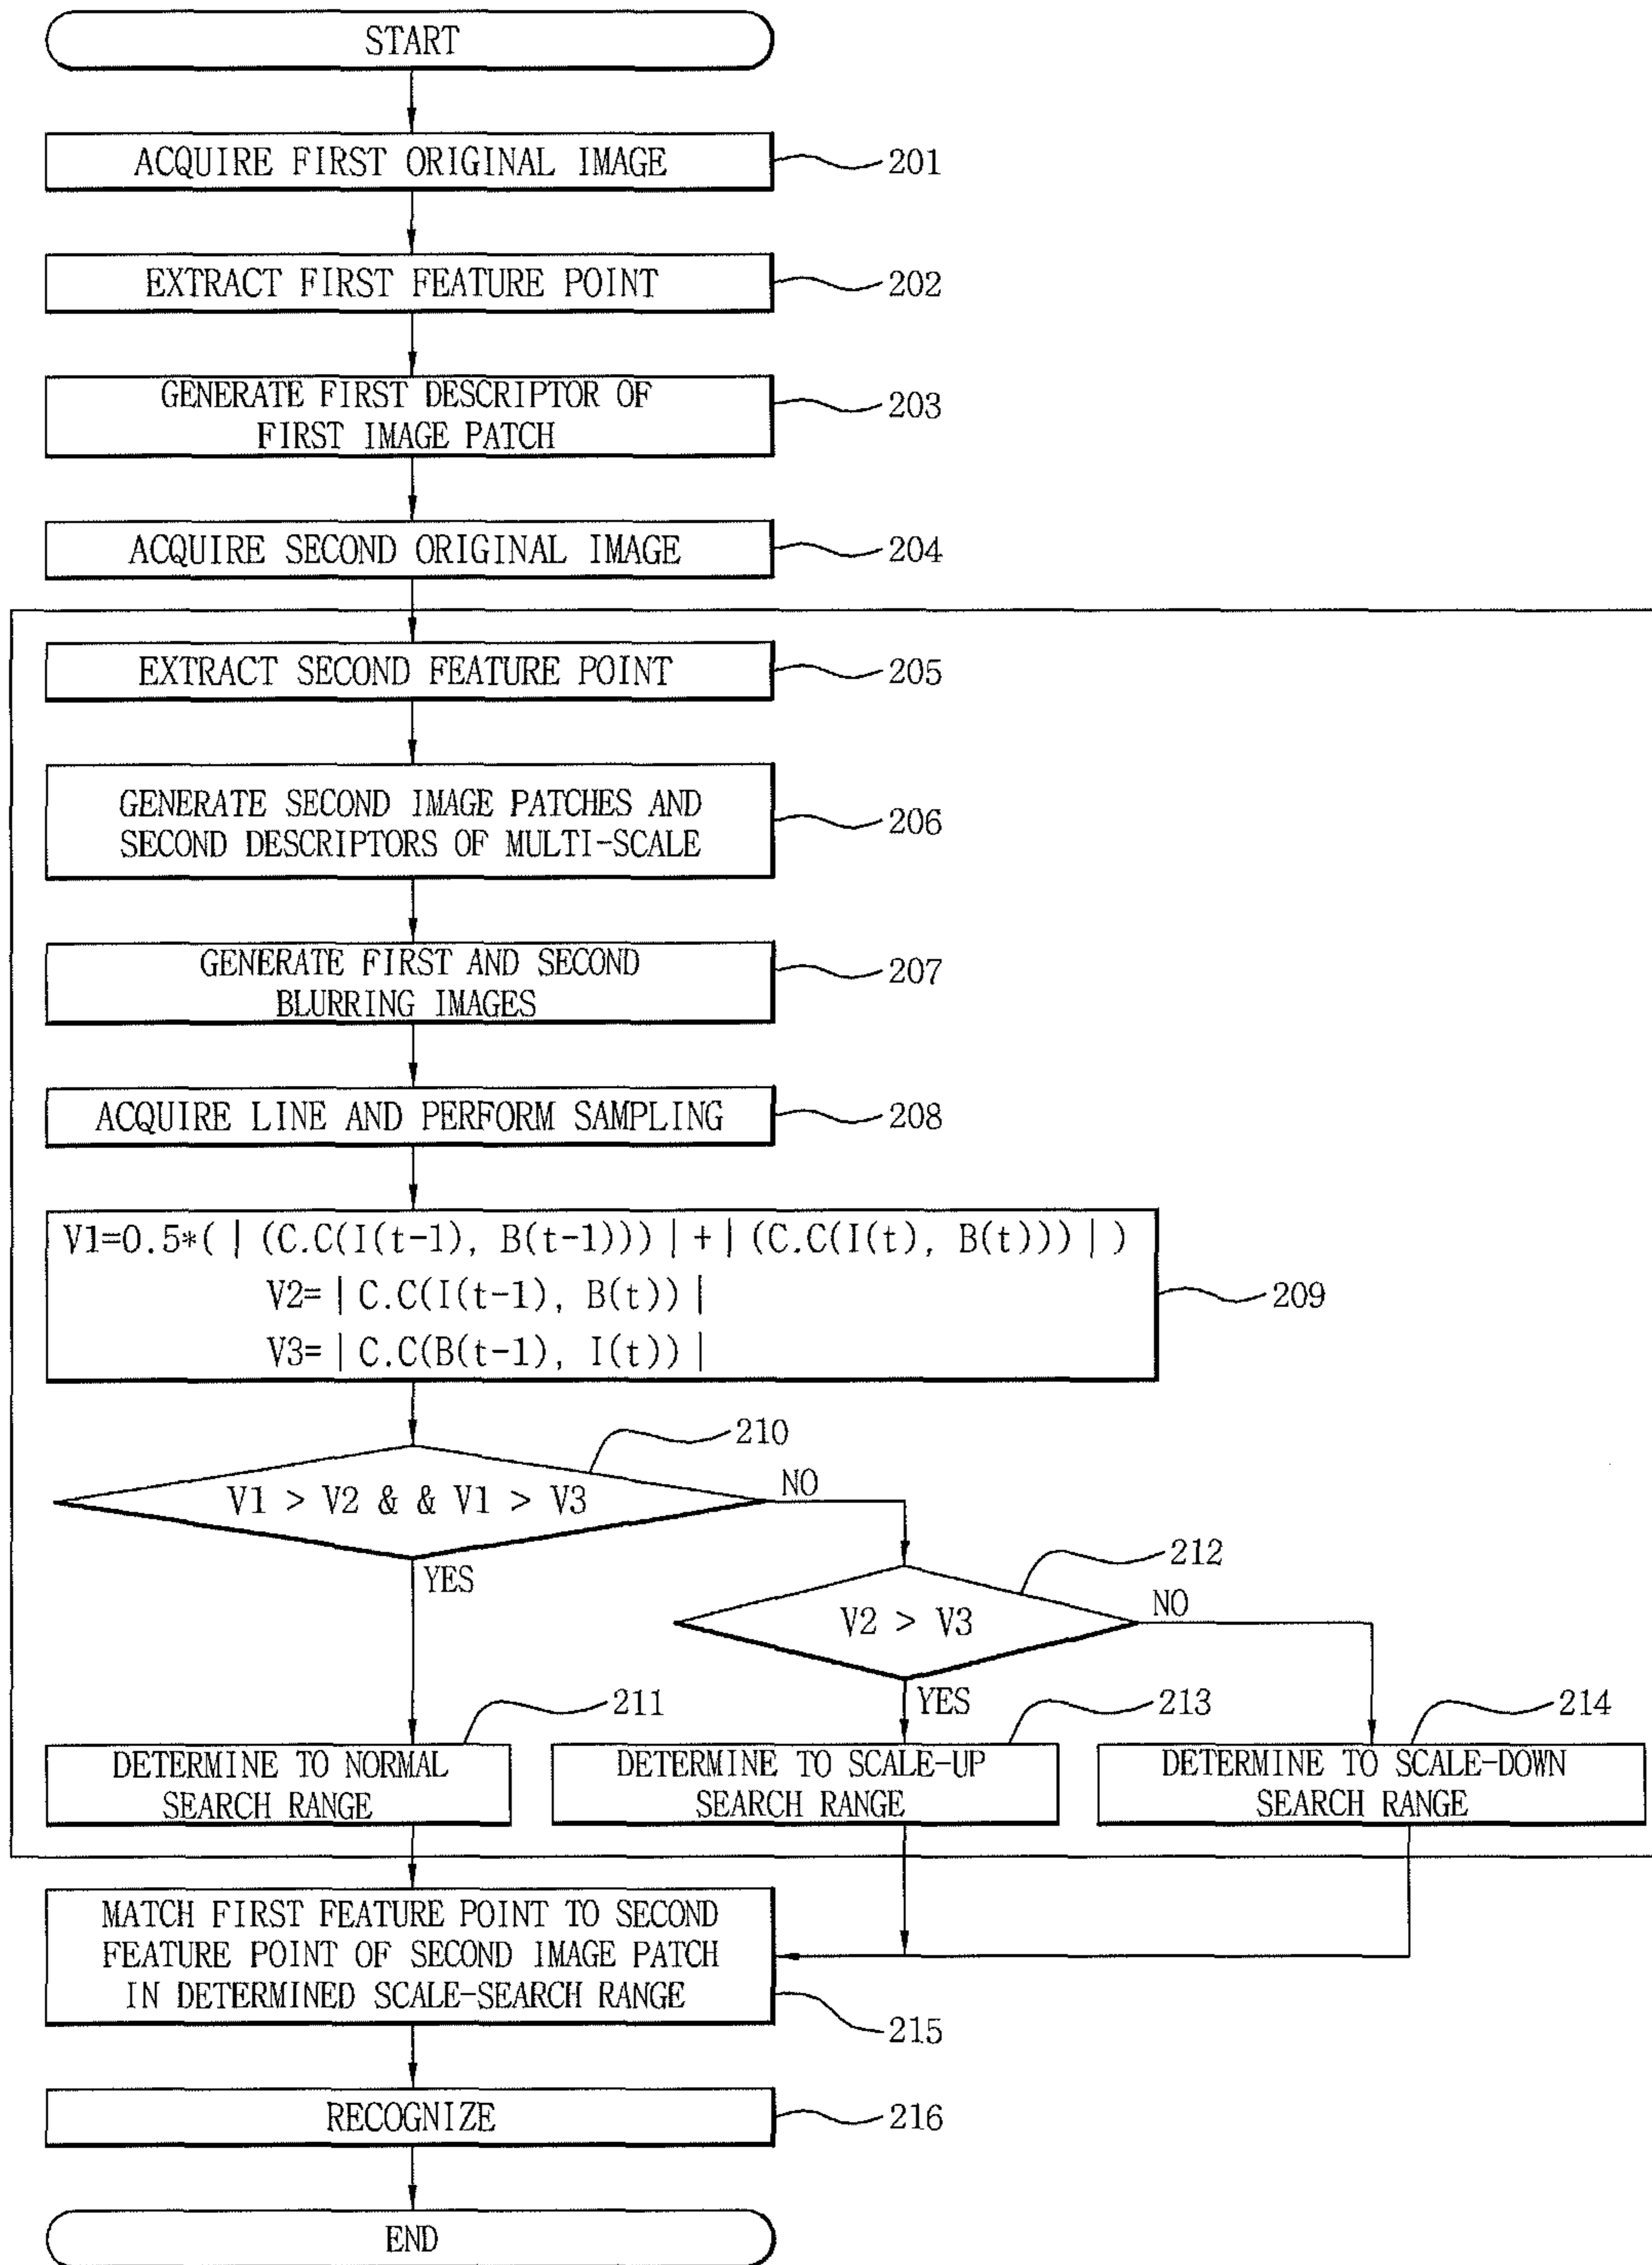 START
ACQUIRE FIRST ORIGINAL IMAGE
201
EXTRACT FIRST FEATURE POINT
202
GENERATE FIRST DESCRIPTOR OF
FIRST IMAGE PATCH
203
ACQUIRE SECOND ORIGINAL IMAGE
204
EXTRACT SECOND FEATURE POINT
205
GENERATE SECOND IMAGE PATCHES AND
SECOND DESCRIPTORS OF MULTI-SCALE
206
GENERATE FIRST AND SECOND
BLURRING IMAGES
207
ACQUIRE LINE AND PERFORM SAMPLING
208
V1=0.5*(|(C.C(I(t-1), B(t-1)))|+|(C.C(I(t), B(t)))|)
V2=|C.C(I(t-1), B(t))|
V3=|C.C(B(t-1), I(t))|
209
210
V1 > V2 & & V1 > V3
NO
YES
212
V2 > V3
NO
YES
211
DETERMINE TO NORMAL
SEARCH RANGE
213
DETERMINE TO SCALE-UP
SEARCH RANGE
214
DETERMINE TO SCALE-DOWN
SEARCH RANGE
MATCH FIRST FEATURE POINT TO SECOND
FEATURE POINT OF SECOND IMAGE PATCH
IN DETERMINED SCALE-SEARCH RANGE
215
RECOGNIZE
216
END